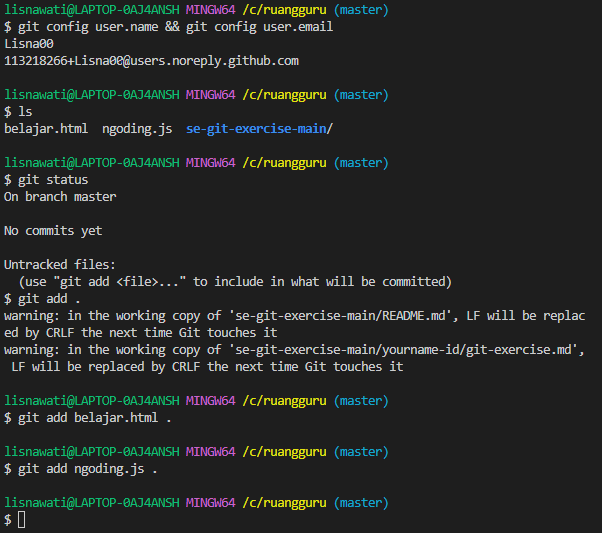 lisnawati@LAPTOP-0AJ4ANSH MINGW64 /c/ruangguru (master)
$ git config user.name && git config user.email
Lisna00
113218266+Lisna00@users.noreply.github.com
lisnawati@LAPTOP-0AJ4ANSH MINGW64 /c/ruangguru (master)
$ ls
belajar.html  ngoding.js  se-git-exercise-main/
lisnawati@LAPTOP-0AJ4ANSH MINGW64 /c/ruangguru (master)
$ git status
On branch master
No commits yet
Untracked files:
  (use "git add <file>..." to include in what will be committed)
$ git add .
warning: in the working copy of 'se-git-exercise-main/README.md', LF will be replac
ed by CRLF the next time Git touches it
warning: in the working copy of 'se-git-exercise-main/yourname-id/git-exercise.md',
 LF will be replaced by CRLF the next time Git touches it
lisnawati@LAPTOP-0AJ4ANSH MINGW64 /c/ruangguru (master)
$ git add belajar.html .
lisnawati@LAPTOP-0AJ4ANSH MINGW64 /c/ruangguru (master)
$ git add ngoding.js .
lisnawati@LAPTOP-0AJ4ANSH MINGW64 /c/ruangguru (master)
$